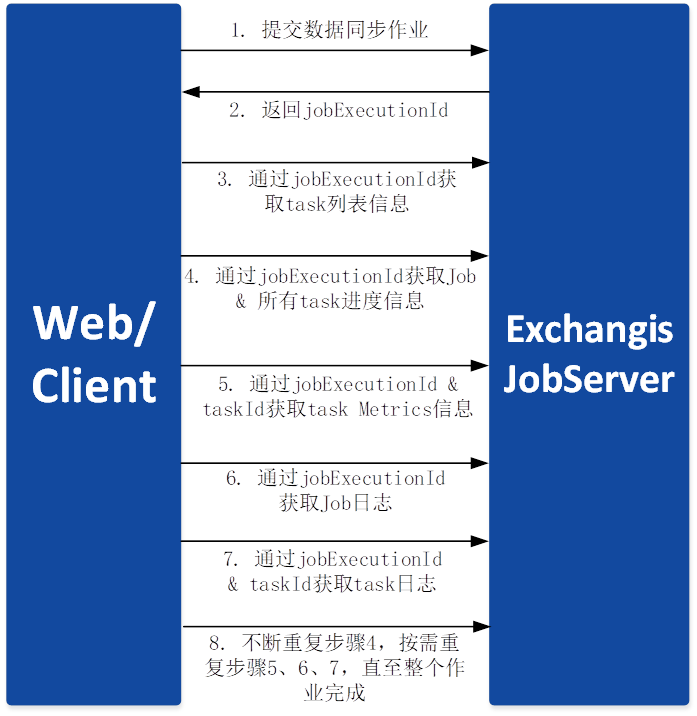 1. 提交数据同步作业
2. 返回jobExecutionId
3. 通过jobExecutionId获
取task列表信息
4. 通过jobExecutionId获取Job
& 所有task进度信息
Web/
Client
Exchangis
JobServer
5. 通过jobExecutionId &
taskId获取task Metrics信息
6. 通过jobExecutionId
获取Job日志
7. 通过jobExecutionId
& taskId获取task日志
8. 不断重复步骤4，按需重
复步骤5、6、7，直至整个作
业完成